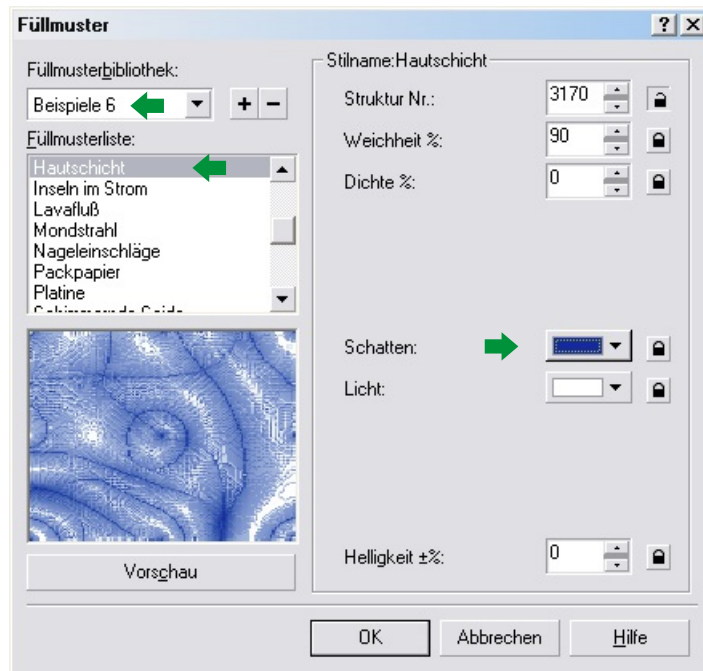 Füllmuster
Füllmusterbibliothek:
Beispiele 6
Füllmusterliste:
Hautschicht
Inseln im Strom
Lavafluß
Mondstrahl
Nageleinschläge
Packpapier
Platine
Vorschau
Stilname:Hautschicht
Struktur Nr.: 3170
Weichheit %: 90
Dichte %: 0
Schatten:
Licht:
Helligkeit ±%: 0
OK Abbrechen Hilfe